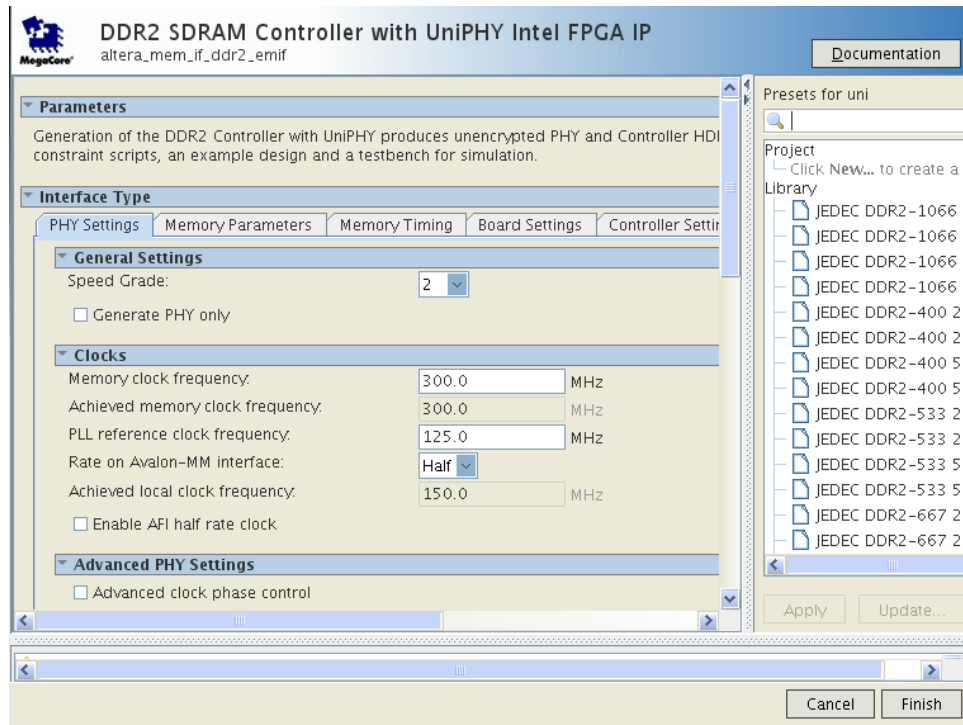 DDR2 SDRAM Controller with UniPHY Intel FPGA IP
MegaCore®
altera_mem_if_ddr2_emif
Documentation
Parameters
Generation of the DDR2 Controller with UniPHY produces unencrypted PHY and Controller HDL
constraint scripts, an example design and a testbench for simulation.
Interface Type
PHY Settings Memory Parameters Memory Timing Board Settings Controller Settin
General Settings
Speed Grade: 2
Generate PHY only
Clocks
Memory clock frequency: 300.0 MHz
Achieved memory clock frequency: 300.0 MHz
PLL reference clock frequency: 125.0 MHz
Rate on Avalon-MM interface: Half
Achieved local clock frequency: 150.0 MHz
Enable AFI half rate clock
Advanced PHY Settings
Advanced clock phase control
Presets for uni
Project
Click New... to create a
Library
JEDEC DDR2-1066
JEDEC DDR2-1066
JEDEC DDR2-1066
JEDEC DDR2-1066
JEDEC DDR2-400 2
JEDEC DDR2-400 2
JEDEC DDR2-400 5
JEDEC DDR2-400 5
JEDEC DDR2-533 2
JEDEC DDR2-533 2
JEDEC DDR2-533 5
JEDEC DDR2-533 5
JEDEC DDR2-667 2
JEDEC DDR2-667 2
Apply Update...
Cancel Finish